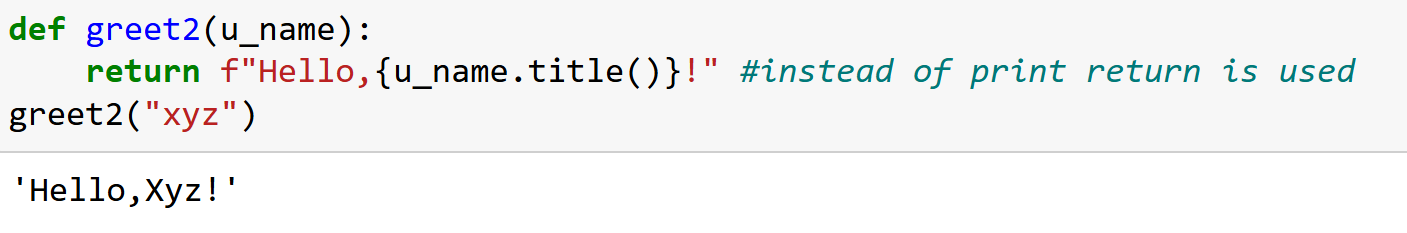 def greet2(u_name):
    return f"Hello,{u_name.title()}!" #instead of print return is used
greet2("xyz")
'Hello,Xyz!'